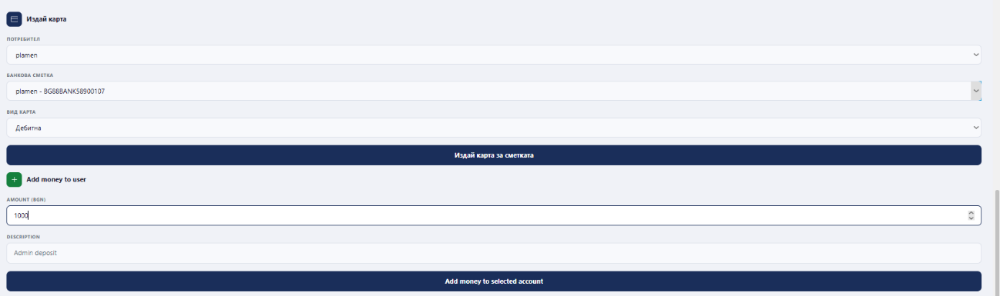 Издай карта
ПОТРЕБИТЕЛ
plamen
БАНКОВА СМЕТКА
plamen - BG88BANK58900107
ВИД КАРТА
Дебитна
Издай карта за сметката
Add money to user
AMOUNT (BGN)
1000
DESCRIPTION
Admin deposit
Add money to selected account